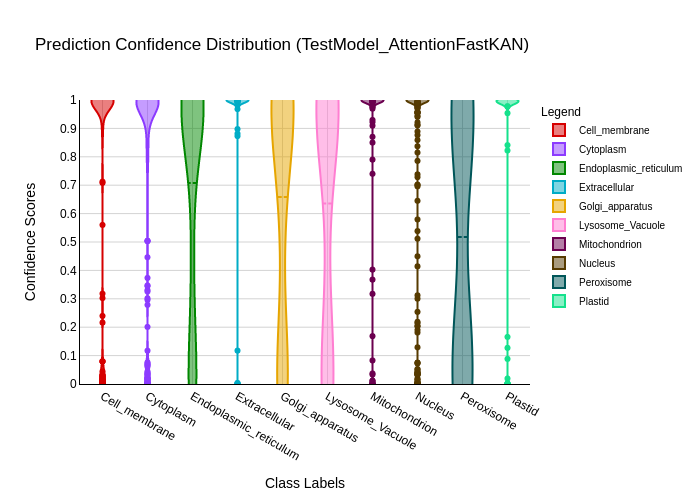 Prediction Confidence Distribution (TestModel_AttentionFastKAN)
Confidence Scores
1
0.9
0.8
0.7
0.6
0.5
0.4
0.3
0.2
0.1
0
Cell_membrane
Cytoplasm
Endoplasmic_reticulum
Extracellular
Golgi_apparatus
Lysosome_Vacuole
Mitochondrion
Nucleus
Peroxisome
Plastid
Class Labels
Legend
Cell_membrane
Cytoplasm
Endoplasmic_reticulum
Extracellular
Golgi_apparatus
Lysosome_Vacuole
Mitochondrion
Nucleus
Peroxisome
Plastid